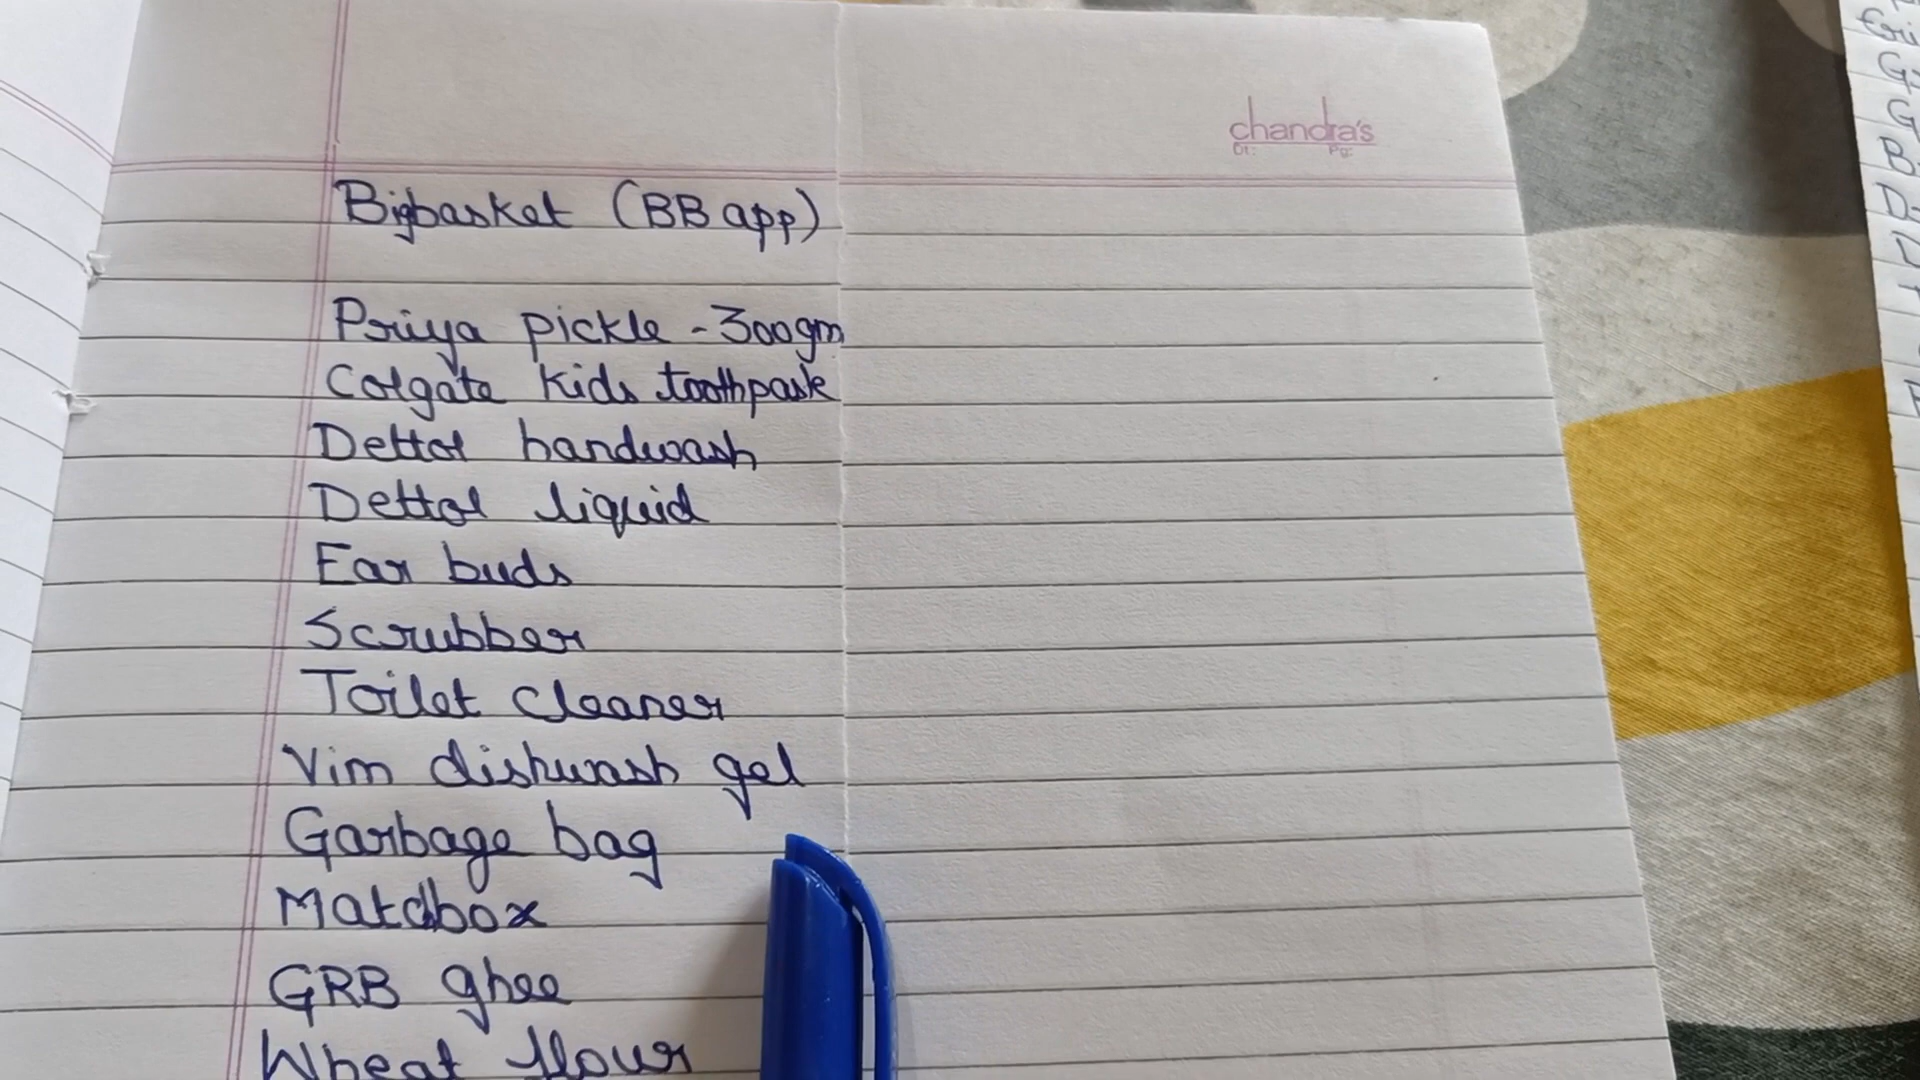 chandra's
Dt: Pg:
Bigbasket (BB app)
Priya pickle - 300gm
Colgate kids toothpaste
Dettol handwash
Dettol liquid
Ear buds
Scrubber
Toilet cleaner
Vim dishwash gel
Garbage bag
Matchbox
GRB ghee
Wheat flour